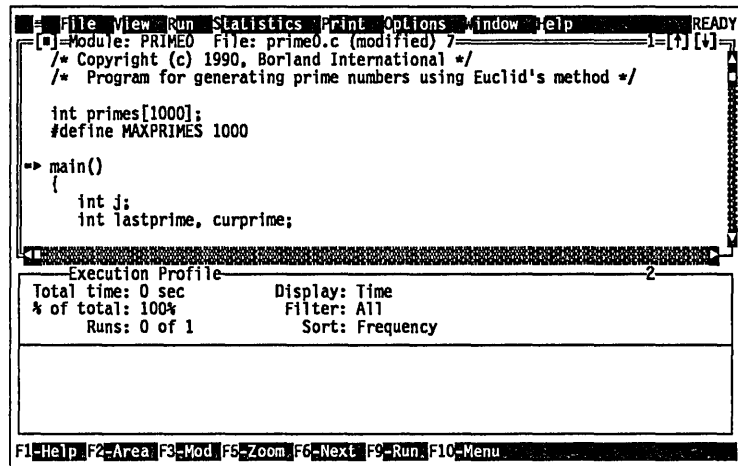 ≡ File View Run Statistics Print Options Window Help READY
[■]=Module: PRIME0 File: prime0.c (modified) 7 1=[↑][↓]
/* Copyright (c) 1990, Borland International */
/* Program for generating prime numbers using Euclid's method */
int primes[1000];
#define MAXPRIMES 1000
=> main()
{
int j;
int lastprime, curprime;
Execution Profile 2
Total time: 0 sec Display: Time
% of total: 100% Filter: All
Runs: 0 of 1 Sort: Frequency
F1-Help F2-Area F3-Mod F5-Zoom F6-Next F9-Run F10-Menu